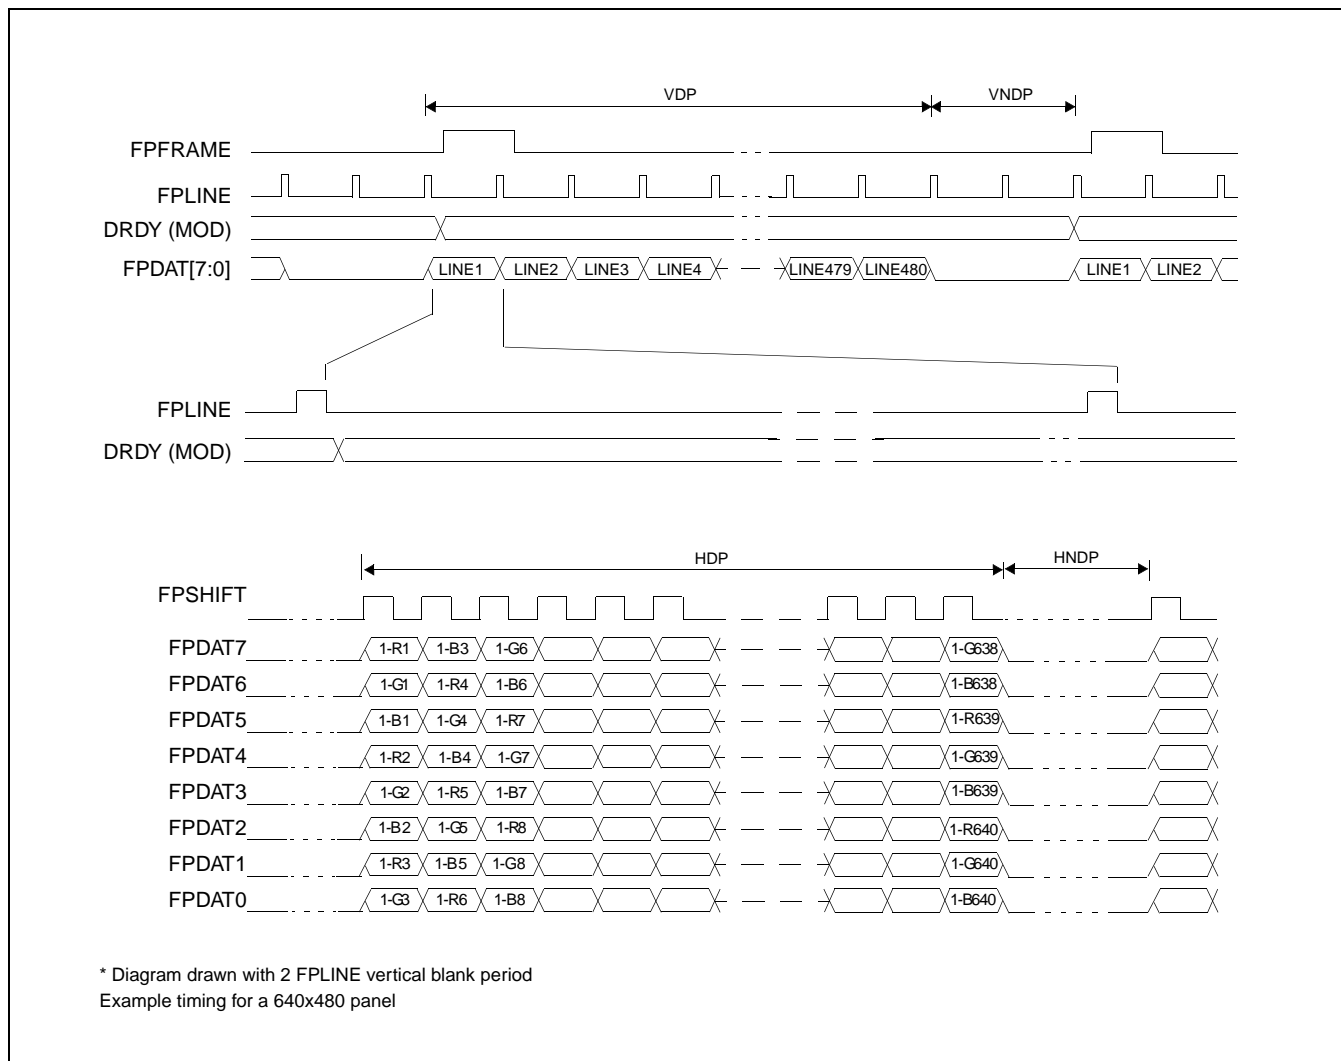 VDP VNDP
FPFRAME
FPLINE
DRDY (MOD)
FPDAT[7:0] LINE1 LINE2 LINE3 LINE4 LINE479 LINE480 LINE1 LINE2
FPLINE
DRDY (MOD)
HDP HNDP
FPSHIFT
FPDAT7 1-R1 1-B3 1-G6 1-G638
FPDAT6 1-G1 1-R4 1-B6 1-B638
FPDAT5 1-B1 1-G4 1-R7 1-R639
FPDAT4 1-R2 1-B4 1-G7 1-G639
FPDAT3 1-G2 1-R5 1-B7 1-B639
FPDAT2 1-B2 1-G5 1-R8 1-R640
FPDAT1 1-R3 1-B5 1-G8 1-G640
FPDAT0 1-G3 1-R6 1-B8 1-B640
* Diagram drawn with 2 FPLINE vertical blank period
Example timing for a 640x480 panel